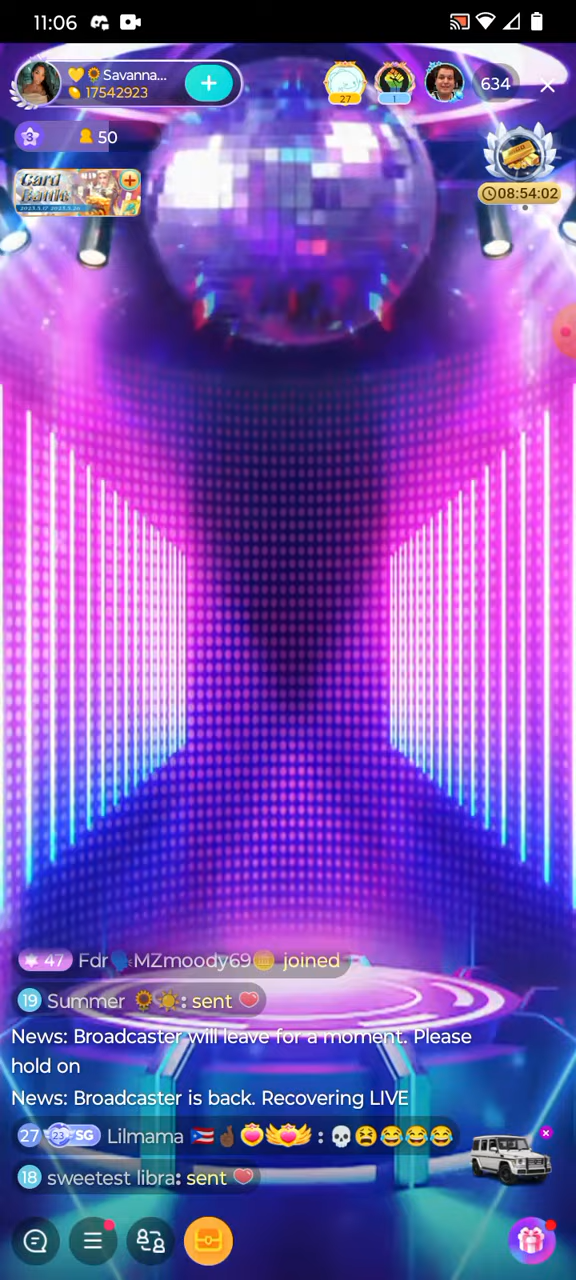 11:06
💛🌻Savanna...
17542923
27
1
634
3
50
Card
Bank
08:54:02
47 Fdr🗣️MZmoody69🪙 joined
19 Summer 🌻☀️: sent ❤️
News: Broadcaster will leave for a moment. Please
hold on
News: Broadcaster is back. Recovering LIVE
27 23 SG Lilmama 🇵🇷🤞🏾 : 💀😫😂😂😂
18 sweetest libra: sent ❤️